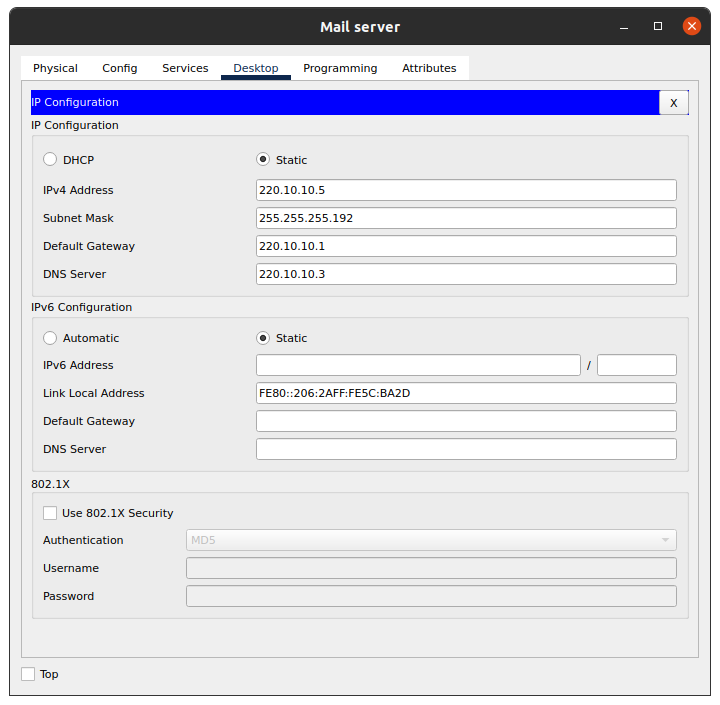 Mail server
Physical Config Services Desktop Programming Attributes
IP Configuration X
IP Configuration
DHCP Static
IPv4 Address 220.10.10.5
Subnet Mask 255.255.255.192
Default Gateway 220.10.10.1
DNS Server 220.10.10.3
IPv6 Configuration
Automatic Static
IPv6 Address /
Link Local Address FE80::206:2AFF:FE5C:BA2D
Default Gateway
DNS Server
802.1X
Use 802.1X Security
Authentication MD5
Username
Password
Top